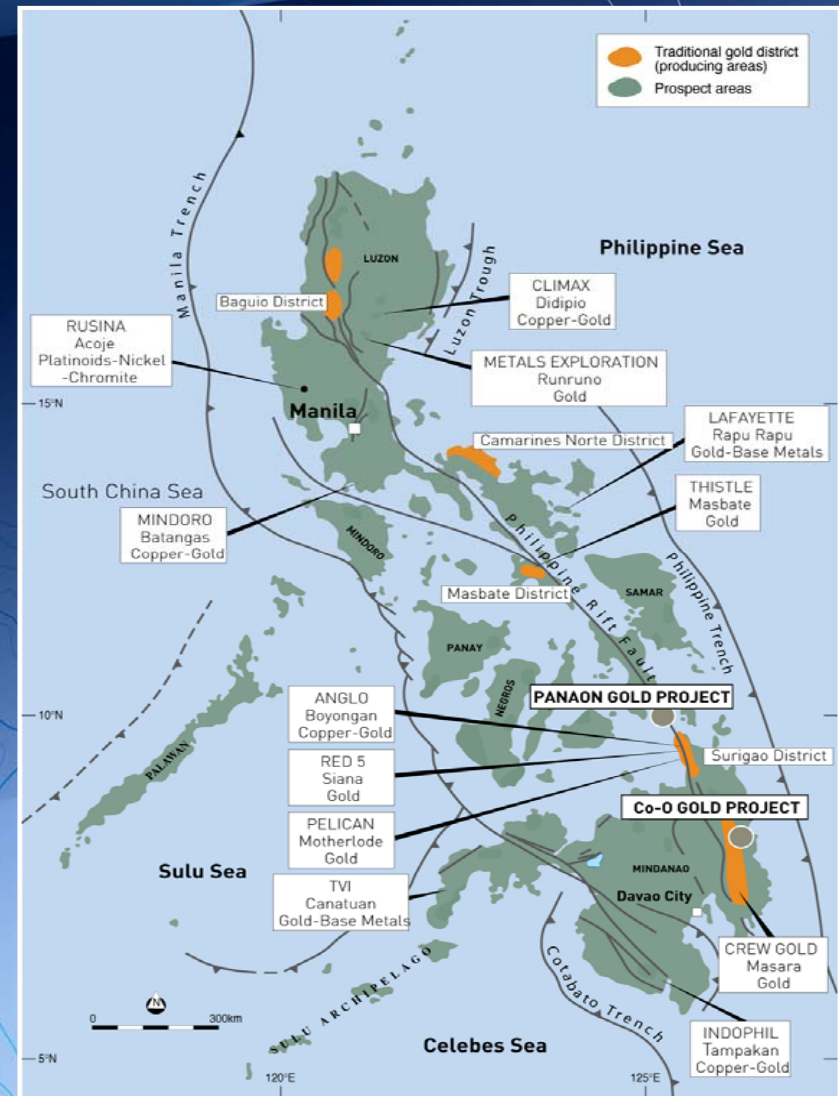 Traditional gold district
(producing areas)
Prospect areas
Manila Trench
LUZON
Philippine Sea
Luzon Trough
Baguio District
CLIMAX
Didipio
Copper-Gold
RUSINA
Acoje
Platinoids-Nickel
-Chromite
METALS EXPLORATION
Runruno
Gold
15°N
Manila
Camarines Norte District
LAFAYETTE
Rapu Rapu
Gold-Base Metals
South China Sea
THISTLE
Masbate
Gold
MINDORO
Batangas
Copper-Gold
MINDORO
Philippine Rift Fault
Philippine Trench
Masbate District
SAMAR
PANAY
NEGROS
PANAON GOLD PROJECT
ANGLO
Boyongan
Copper-Gold
10°N
PALAWAN
Surigao District
RED 5
Siana
Gold
Co-O GOLD PROJECT
PELICAN
Motherlode
Gold
Sulu Sea
MINDANAO
Davao City
TVI
Canatuan
Gold-Base Metals
CREW GOLD
Masara
Gold
SULU ARCHIPELAGO
Cotabato Trench
N
0 300km
INDOPHIL
Tampakan
Copper-Gold
Celebes Sea
5°N
120°E
125°E